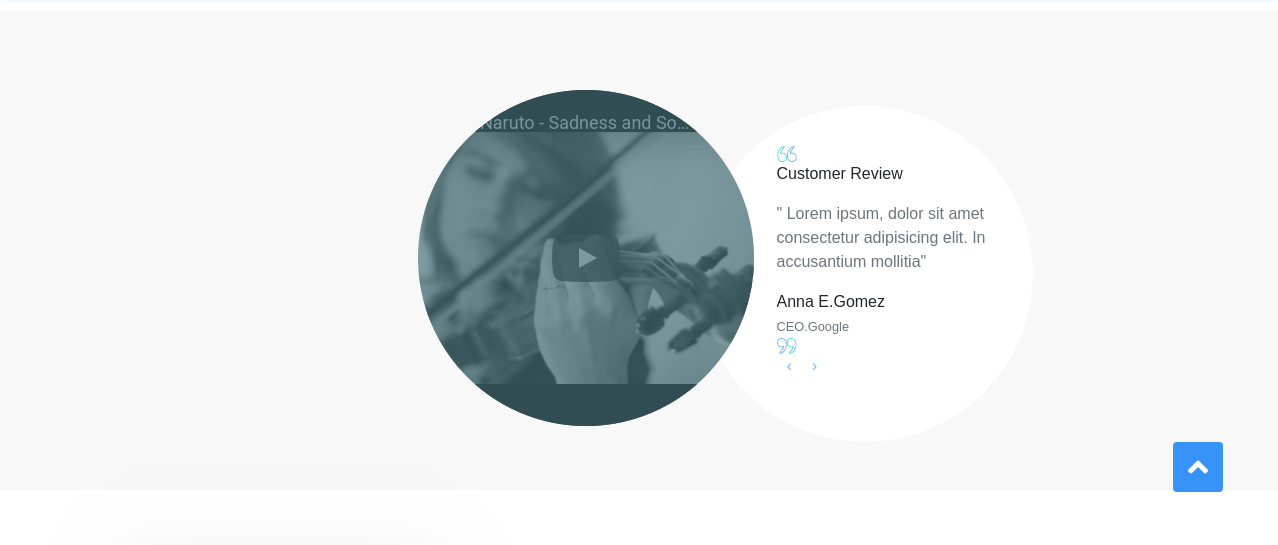 Naruto - Sadness and So...
Customer Review
" Lorem ipsum, dolor sit amet
consectetur adipisicing elit. In
accusantium mollitia"
Anna E.Gomez
CEO.Google
‹ ›